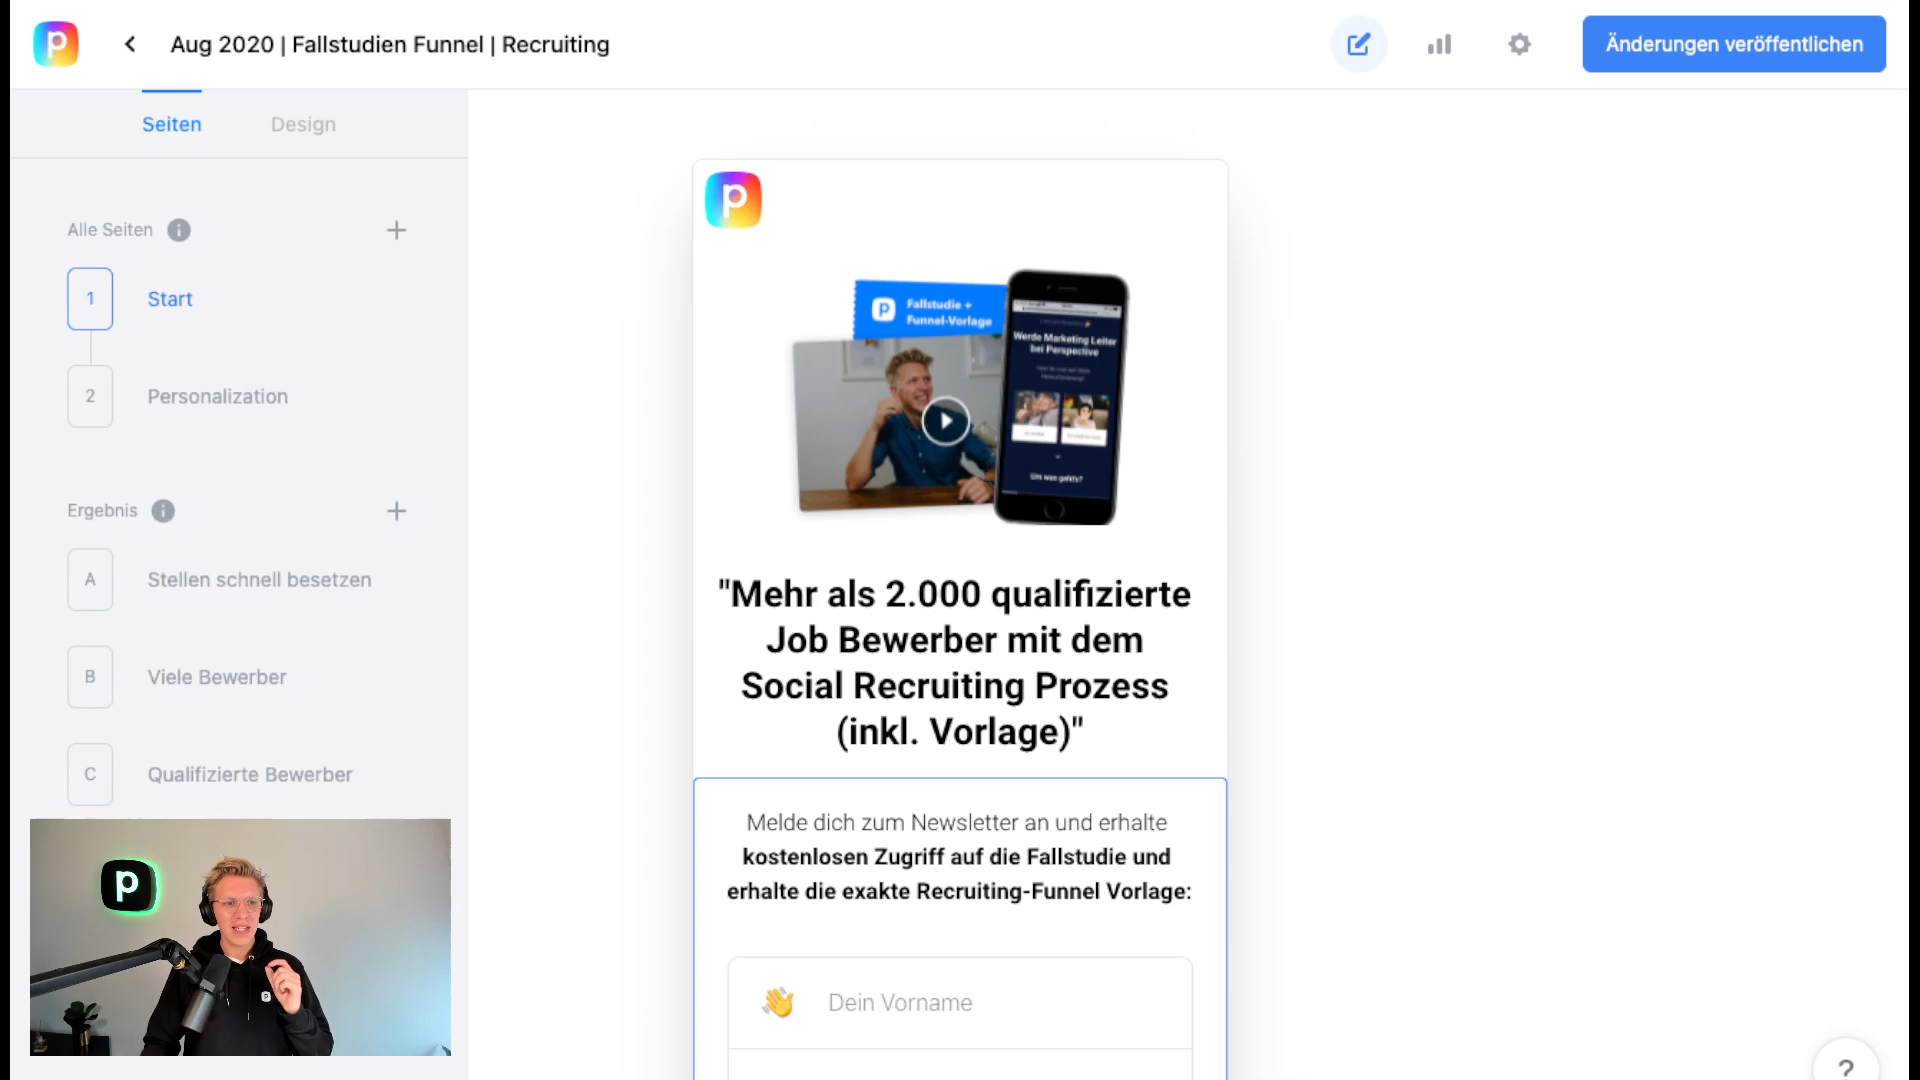 p
Aug 2020 | Fallstudien Funnel | Recruiting
Änderungen veröffentlichen
Seiten
Design
Alle Seiten
1
Start
2
Personalization
Ergebnis
A
Stellen schnell besetzen
B
Viele Bewerber
C
Qualifizierte Bewerber
p
P
Fallstudie +
Funnel-Vorlage
Werde Marketing Leiter
bei Perspective
Um was geht's?
"Mehr als 2.000 qualifizierte
Job Bewerber mit dem
Social Recruiting Prozess
(inkl. Vorlage)"
Melde dich zum Newsletter an und erhalte
kostenlosen Zugriff auf die Fallstudie und
erhalte die exakte Recruiting-Funnel Vorlage:
Dein Vorname
p
?